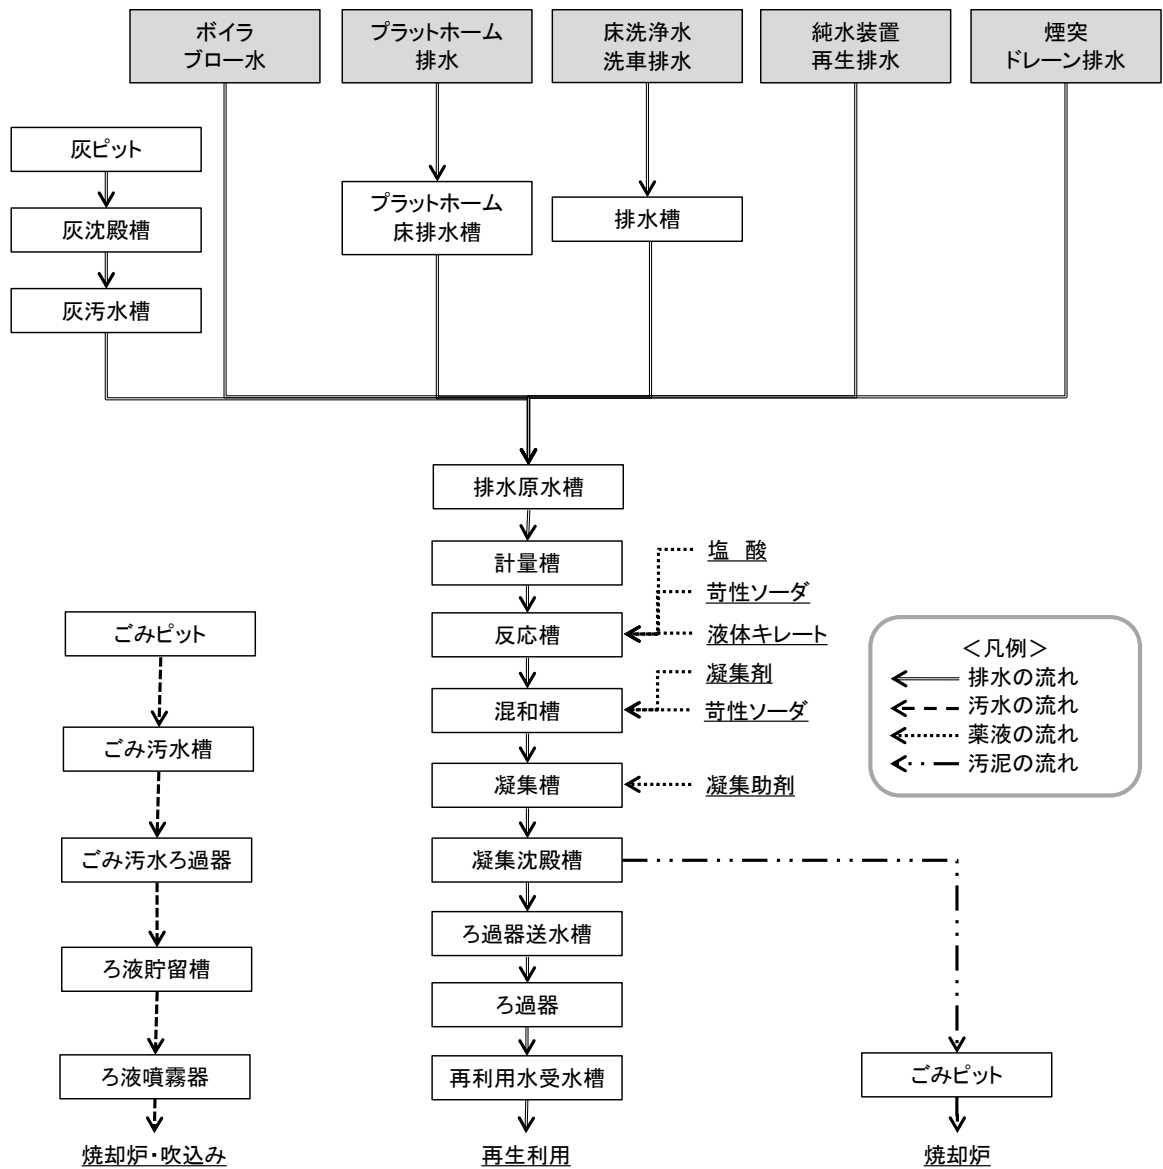 ボイラ
ブロー水
プラットホーム
排水
床洗浄水
洗車排水
純水装置
再生排水
煙突
ドレーン排水
灰ピット
灰沈殿槽
灰汚水槽
プラットホーム
床排水槽
排水槽
排水原水槽
計量槽
塩　酸
苛性ソーダ
反応槽
液体キレート
凝集剤
混和槽
苛性ソーダ
凝集槽
凝集助剤
凝集沈殿槽
ろ過器送水槽
ろ過器
再利用水受水槽
再生利用
ごみピット
ごみ汚水槽
ごみ汚水ろ過器
ろ液貯留槽
ろ液噴霧器
焼却炉・吹込み
＜凡例＞
排水の流れ
汚水の流れ
薬液の流れ
汚泥の流れ
ごみピット
焼却炉